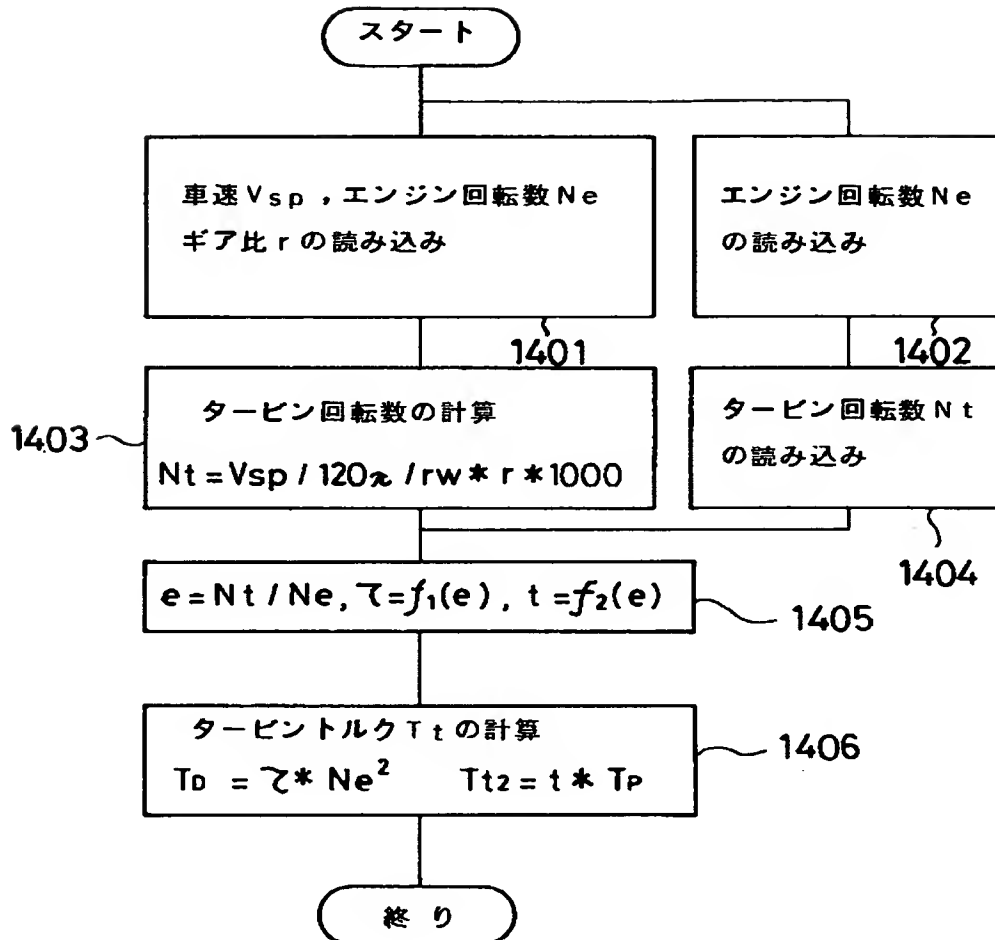 スタート
車速Vsp，エンジン回転数Ne
ギア比rの読み込み
1401
エンジン回転数Ne
の読み込み
1402
タービン回転数の計算
Nt=Vsp/120π/rw*r*1000
1403
タービン回転数Nt
の読み込み
1404
e=Nt/Ne, τ=f₁(e), t=f₂(e)
1405
タービントルクTtの計算
TD = τ* Ne² Tt2=t * TP
1406
終り